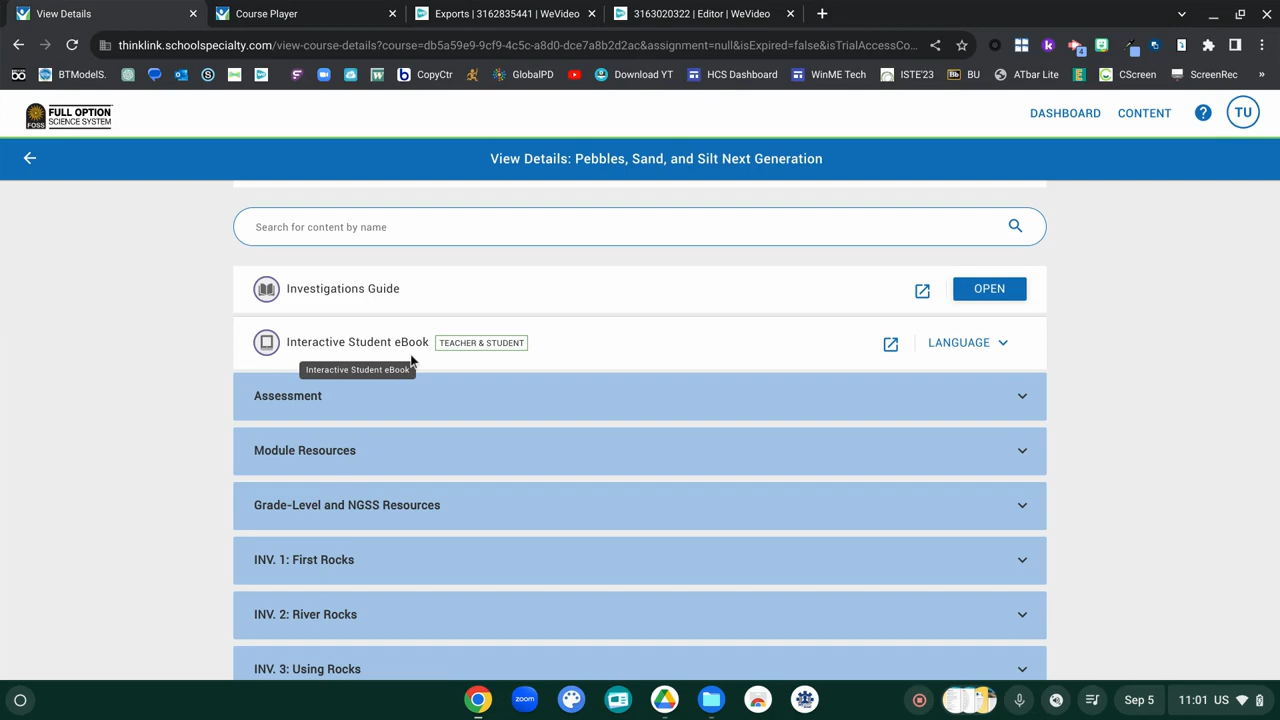 View Details
Course Player
Exports | 3162835441 | WeVideo
3163020322 | Editor | WeVideo
thinklink.schoolspecialty.com/view-course-details?course=db5a59e9-9cf9-4c5c-a8d0-dce7a8b2d2ac&assignment=null&isExpired=false&isTrialAccessCo...
4
BTModelS.
CopyCtr
GlobalPD
Download YT
HCS Dashboard
WinME Tech
ISTE'23
BU
ATbar Lite
CScreen
ScreenRec
»
FOSS
FULL OPTION
SCIENCE SYSTEM
DASHBOARD
CONTENT
?
TU
View Details: Pebbles, Sand, and Silt Next Generation
Search for content by name
Investigations Guide
OPEN
Interactive Student eBook
TEACHER & STUDENT
LANGUAGE
Interactive Student eBook
Assessment
Module Resources
Grade-Level and NGSS Resources
INV. 1: First Rocks
INV. 2: River Rocks
INV. 3: Using Rocks
zoom
Sep 5
11:01 US